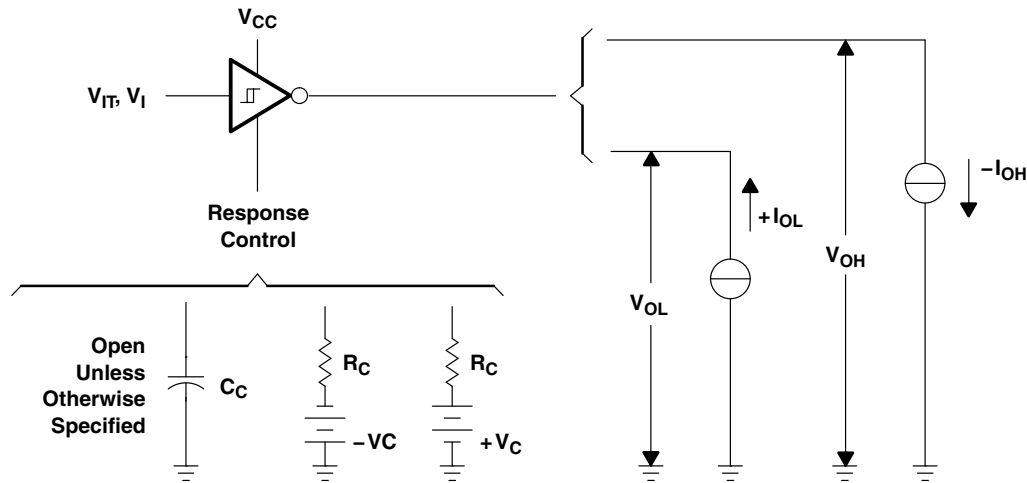 VCC
VIT, VI
Response
Control
−IOH
+IOL
VOH
VOL
Open
Unless
Otherwise
Specified
CC
RC
−VC
RC
+VC